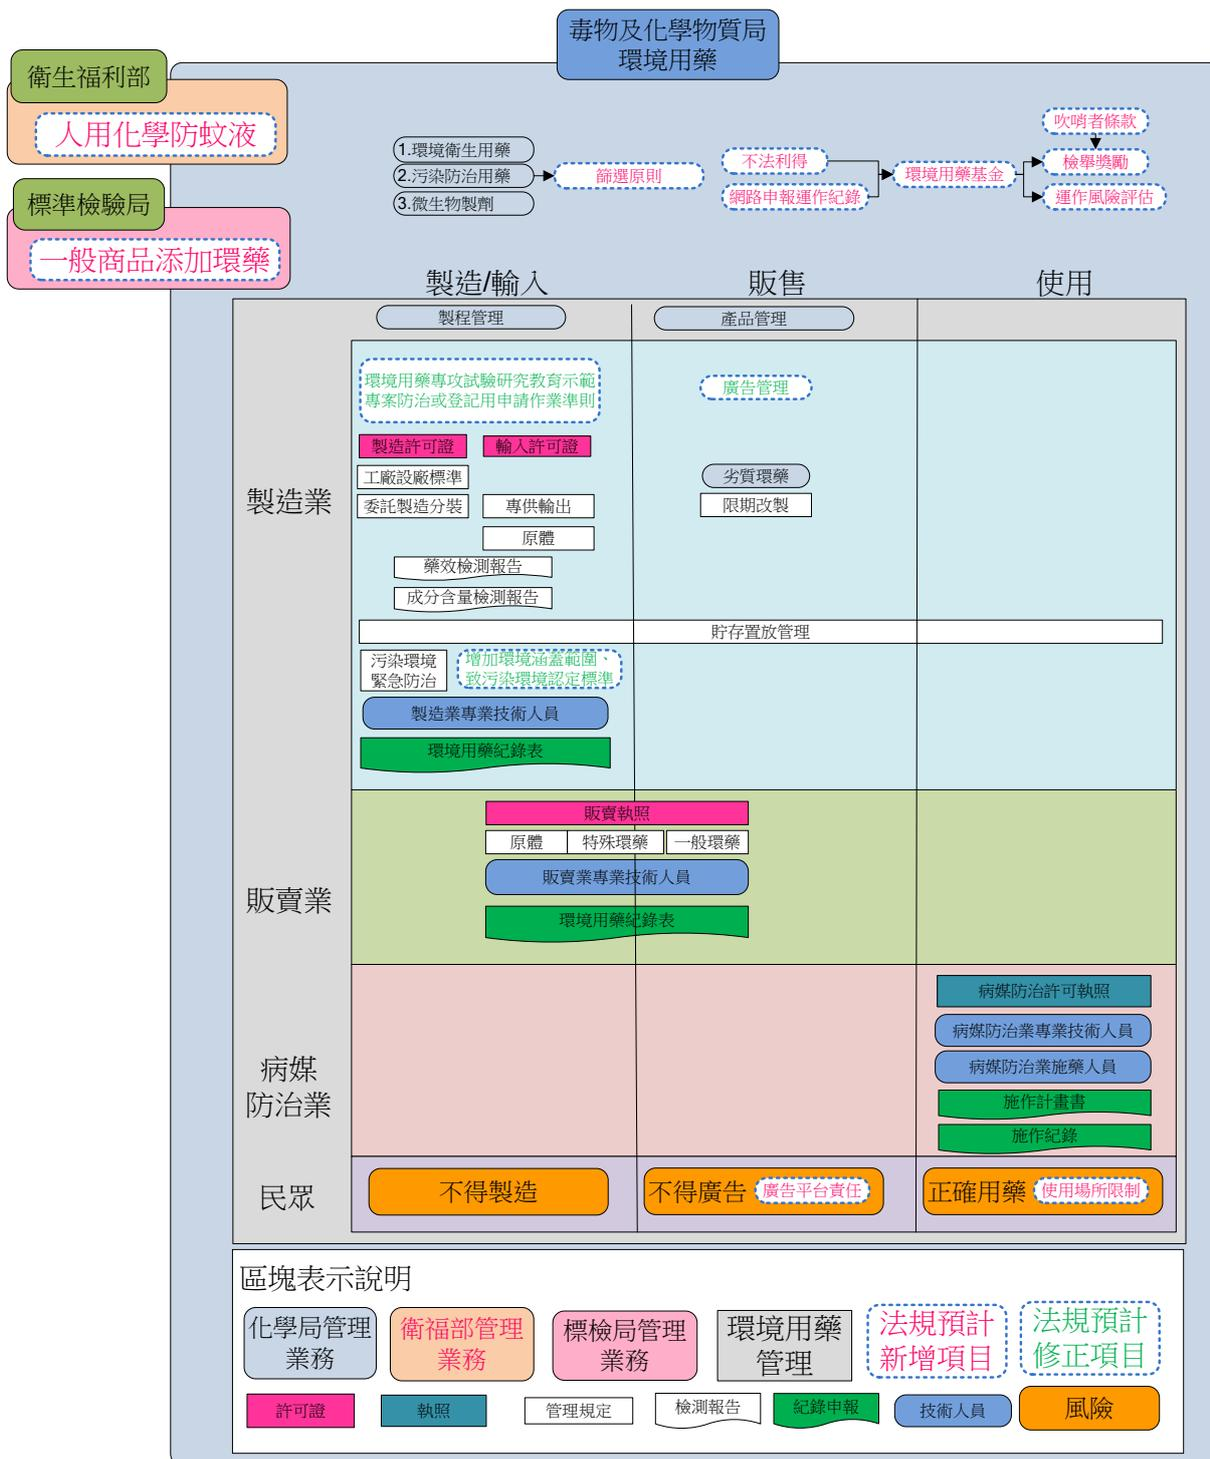 毒物及化學物質局
環境用藥
衛生福利部
人用化學防蚊液
標準檢驗局
一般商品添加環藥
1.環境衛生用藥
2.污染防治用藥
3.微生物製劑
篩選原則
不法利得
網路申報運作紀錄
環境用藥基金
吹哨者條款
檢舉獎勵
運作風險評估
製造/輸入
販售
使用
製程管理
產品管理
製造業
環境用藥專攻試驗研究教育示範
專案防治或登記用申請作業準則
廣告管理
製造許可證
輸入許可證
工廠設廠標準
劣質環藥
委託製造分裝
專供輸出
限期改製
原體
藥效檢測報告
成分含量檢測報告
貯存置放管理
污染環境
緊急防治
增加環境涵蓋範圍、
致污染環境認定標準
製造業專業技術人員
環境用藥紀錄表
販賣業
販賣執照
原體
特殊環藥
一般環藥
販賣業專業技術人員
環境用藥紀錄表
病媒
防治業
病媒防治許可執照
病媒防治業專業技術人員
病媒防治業施藥人員
施作計畫書
施作紀錄
民眾
不得製造
不得廣告
廣告平台責任
正確用藥
使用場所限制
區塊表示說明
化學局管理
業務
衛福部管理
業務
標檢局管理
業務
環境用藥
管理
法規預計
新增項目
法規預計
修正項目
許可證
執照
管理規定
檢測報告
紀錄申報
技術人員
風險